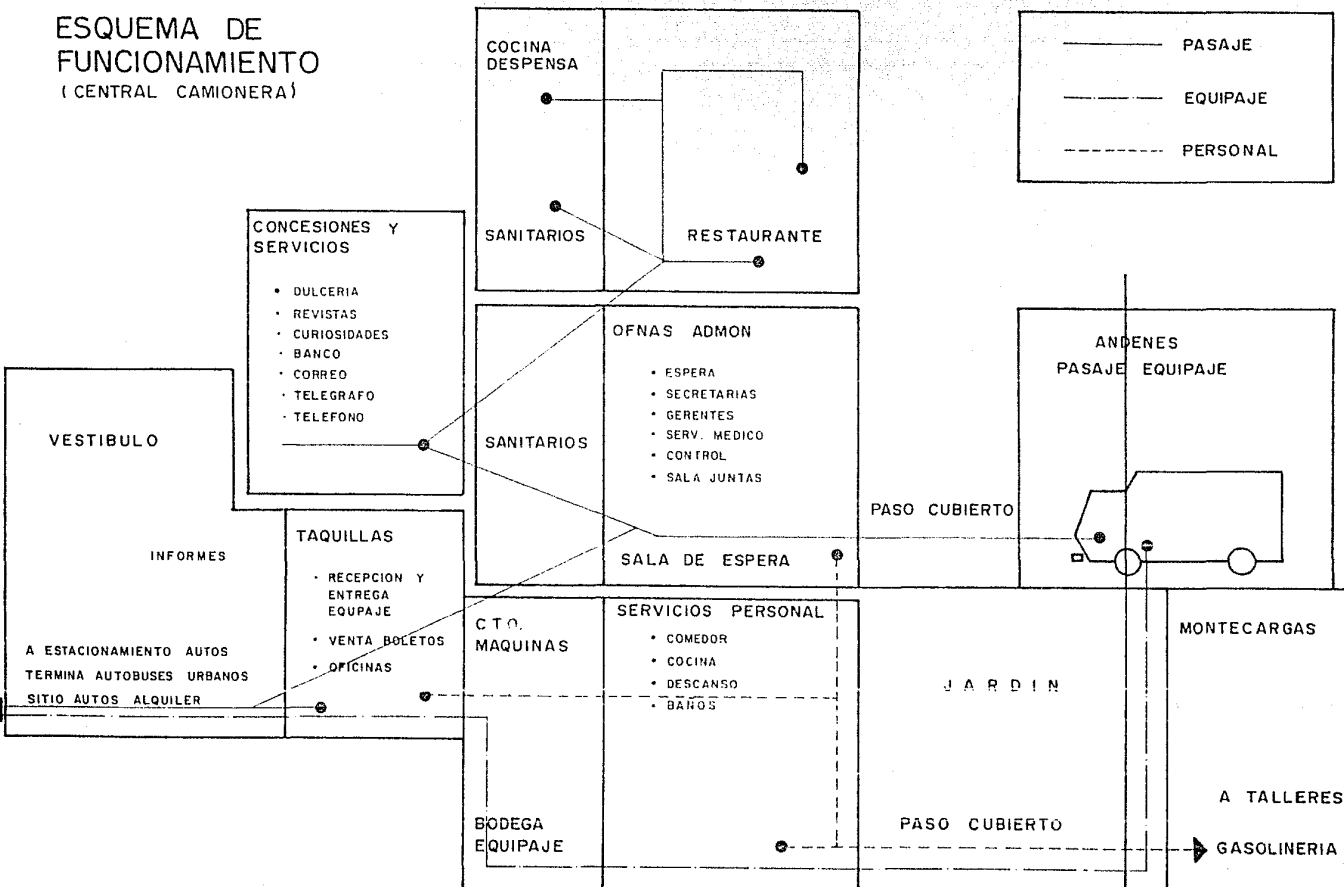 ESQUEMA DE
FUNCIONAMIENTO
(CENTRAL CAMIONERA)
PASAJE
EQUIPAJE
PERSONAL
COCINA
DESPENSA
SANITARIOS
RESTAURANTE
CONCESIONES Y
SERVICIOS
• DULCERIA
• REVISTAS
• CURIOSIDADES
• BANCO
• CORREO
• TELEGRAFO
• TELEFONO
OFNAS ADMON
• ESPERA
• SECRETARIAS
• GERENTES
• SERV. MEDICO
• CONTROL
• SALA JUNTAS
SANITARIOS
SALA DE ESPERA
PASO CUBIERTO
ANDENES
PASAJE EQUIPAJE
VESTIBULO
INFORMES
A ESTACIONAMIENTO AUTOS
TERMINA AUTOBUSES URBANOS
SITIO AUTOS ALQUILER
TAQUILLAS
• RECEPCION Y
ENTREGA
EQUPAJE
• VENTA BOLETOS
• OFICINAS
CTO.
MAQUINAS
SERVICIOS PERSONAL
• COMEDOR
• COCINA
• DESCANSO
• BAÑOS
JARDIN
MONTECARGAS
BODEGA
EQUIPAJE
PASO CUBIERTO
A TALLERES
GASOLINERIA